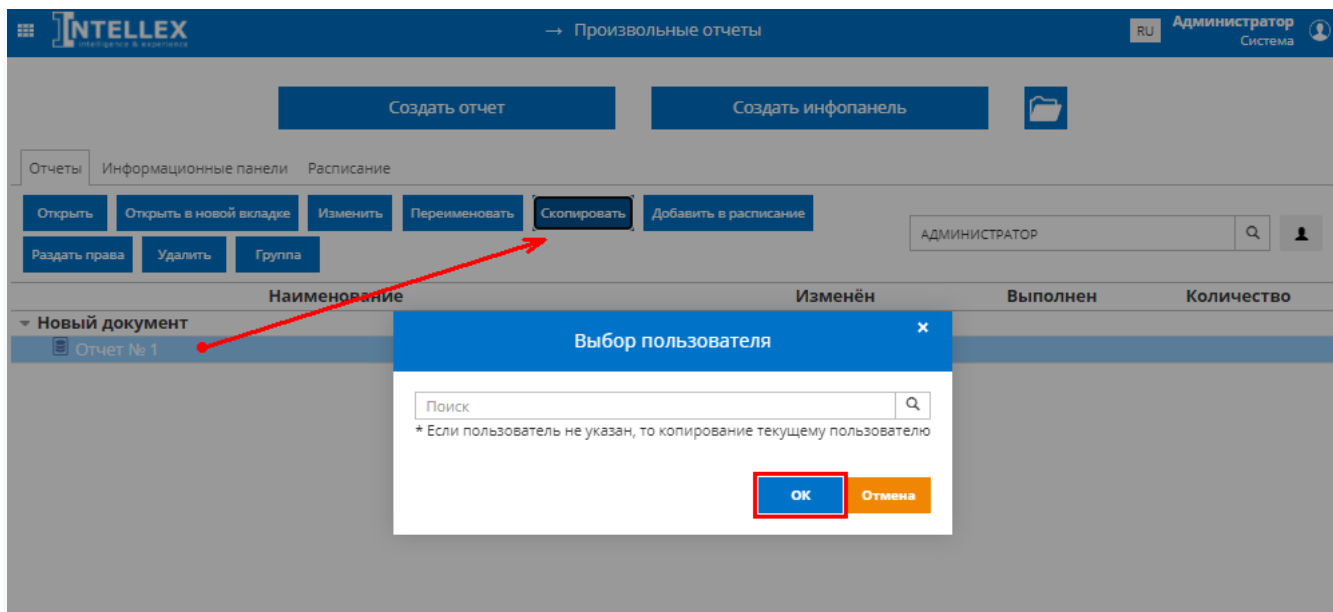 INTELLEX
intelligence & experience
→ Произвольные отчеты
RU
Администратор
Система
Создать отчет
Создать инфопанель
Отчеты
Информационные панели
Расписание
Открыть
Открыть в новой вкладке
Изменить
Переименовать
Скопировать
Добавить в расписание
АДМИНИСТРАТОР
Раздать права
Удалить
Группа
Наименование
Изменён
Выполнен
Количество
Новый документ
Отчет № 1
Выбор пользователя
×
Поиск
* Если пользователь не указан, то копирование текущему пользователю
ОК
Отмена